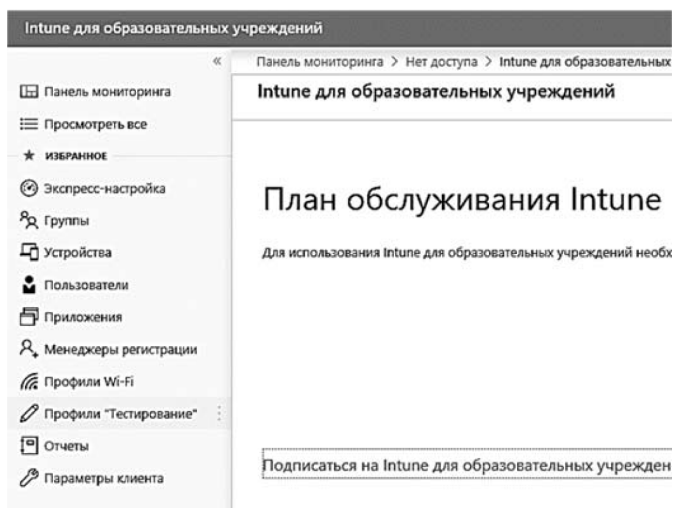 Intune для образовательных учреждений
«
Панель мониторинга
Просмотреть все
ИЗБРАННОЕ
Экспресс-настройка
Группы
Устройства
Пользователи
Приложения
Менеджеры регистрации
Профили Wi-Fi
Профили "Тестирование"
Отчеты
Параметры клиента
Панель мониторинга > Нет доступа > Intune для образовательных
Intune для образовательных учреждений
План обслуживания Intune
Для использования Intune для образовательных учреждений необх
Подписаться на Intune для образовательных учрежден